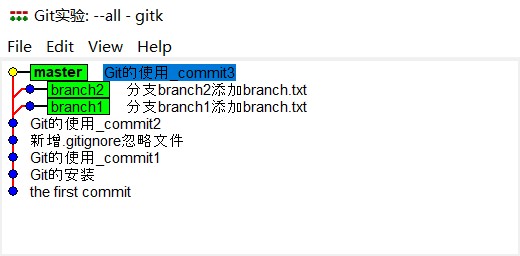 Git实验: --all - gitk
File Edit View Help
master Git的使用_commit3
branch2 分支branch2添加branch.txt
branch1 分支branch1添加branch.txt
Git的使用_commit2
新增.gitignore忽略文件
Git的使用_commit1
Git的安装
the first commit